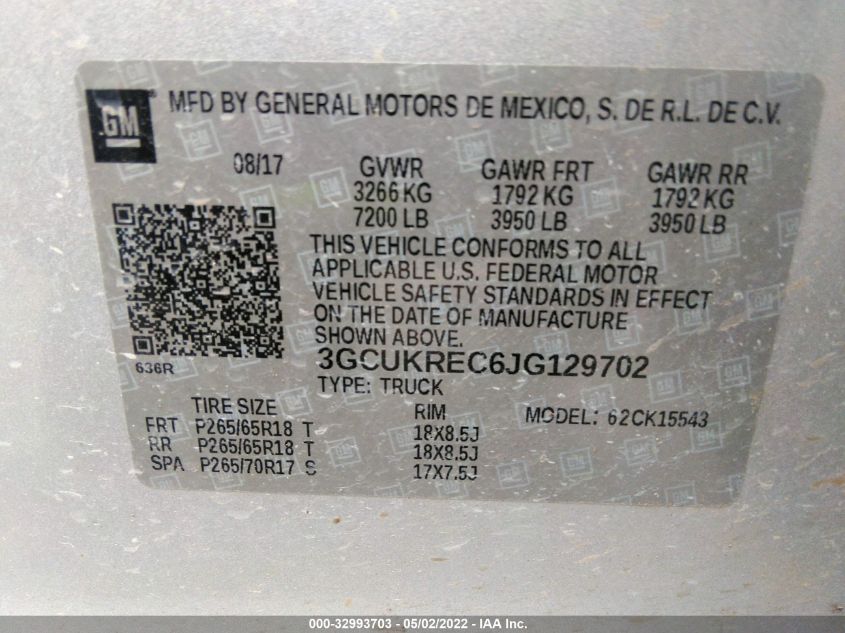 GM
MFD BY GENERAL MOTORS DE MEXICO, S. DE R.L. DE C.V.
08/17 GVWR GAWR FRT GAWR RR
3266 KG 1792 KG 1792 KG
7200 LB 3950 LB 3950 LB
THIS VEHICLE CONFORMS TO ALL
APPLICABLE U.S. FEDERAL MOTOR
VEHICLE SAFETY STANDARDS IN EFFECT
ON THE DATE OF MANUFACTURE
SHOWN ABOVE.
636R
3GCUKREC6JG129702
TYPE: TRUCK
TIRE SIZE RIM MODEL: 62CK15543
FRT P265/65R18 T 18X8.5J
RR P265/65R18 T 18X8.5J
SPA P265/70R17 S 17X7.5J
000-32993703 - 05/02/2022 - IAA Inc.